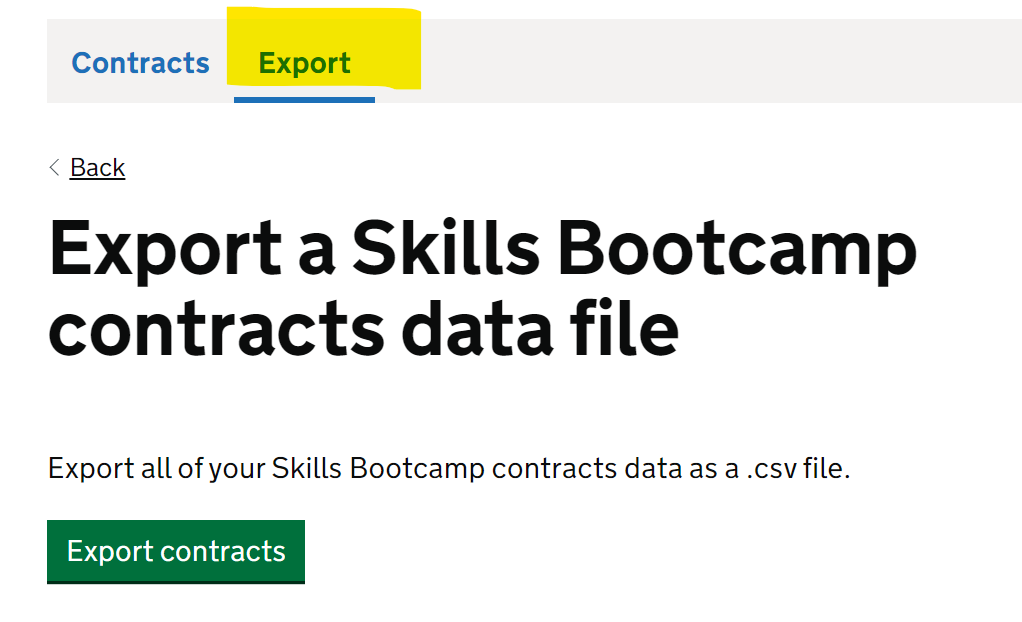 Contracts Export
Back
Export a Skills Bootcamp
contracts data file
Export all of your Skills Bootcamp contracts data as a .csv file.
Export contracts